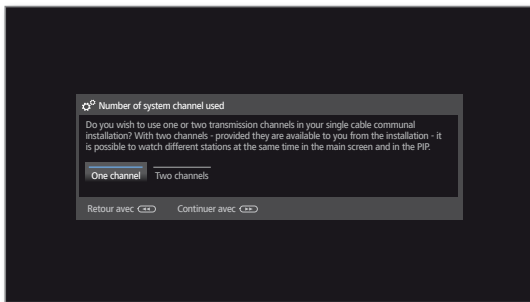 Number of system channel used
Do you wish to use one or two transmission channels in your single cable communal
installation? With two channels - provided they are available to you from the installation - it
is possible to watch different stations at the same time in the main screen and in the PIP.
One channel Two channels
Retour avec Continuer avec